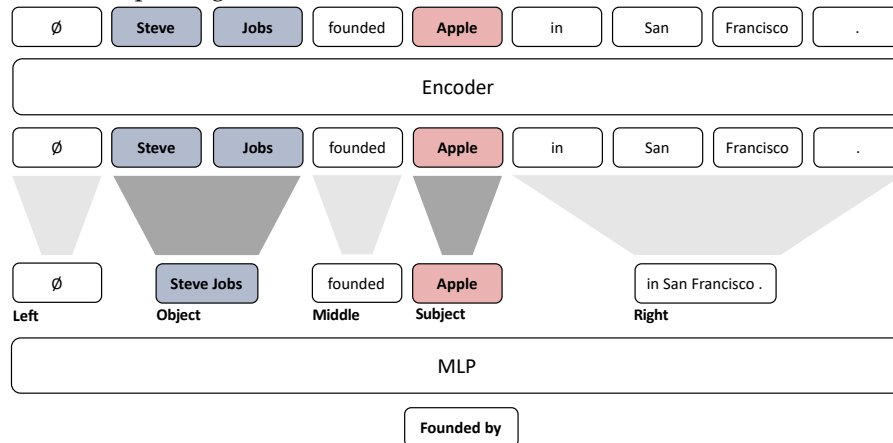 Ø Steve Jobs founded Apple in San Francisco .
Encoder
Ø Steve Jobs founded Apple in San Francisco .
Ø Steve Jobs founded Apple in San Francisco .
Left Object Middle Subject Right
MLP
Founded by